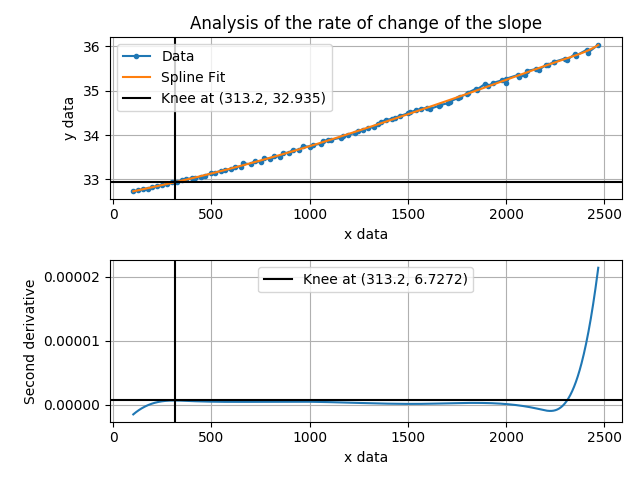 Analysis of the rate of change of the slope
36
35
34
33
y data
Data
Spline Fit
Knee at (313.2, 32.935)
0 500 1000 1500 2000 2500
x data
0.00002
0.00001
0.00000
Second derivative
Knee at (313.2, 6.7272)
0 500 1000 1500 2000 2500
x data